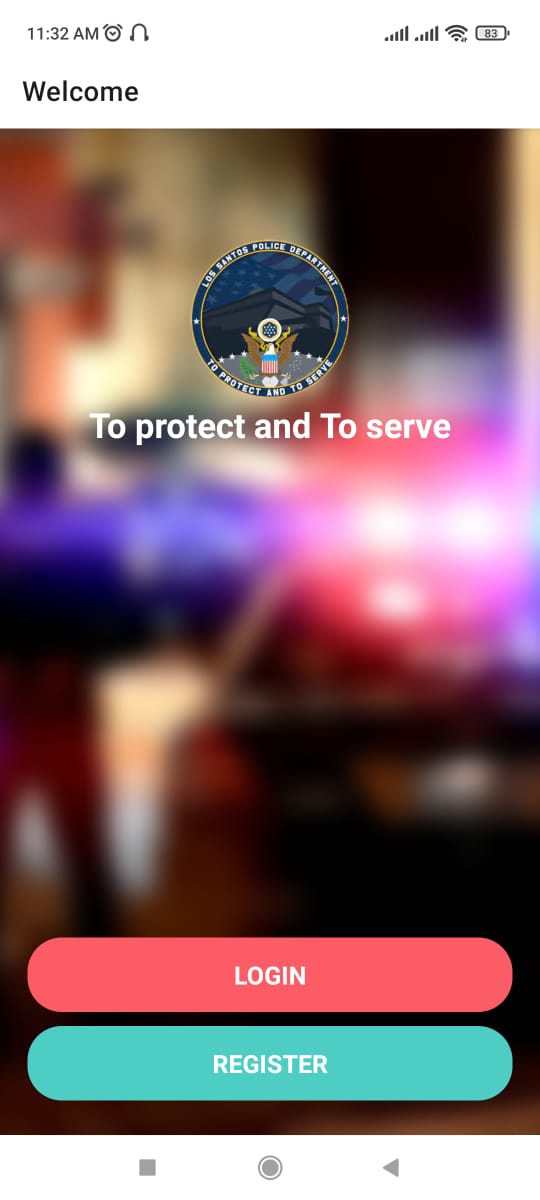 11:32 AM
83
Welcome
LOS SANTOS POLICE DEPARTMENT
TO PROTECT AND TO SERVE
To protect and To serve
LOGIN
REGISTER